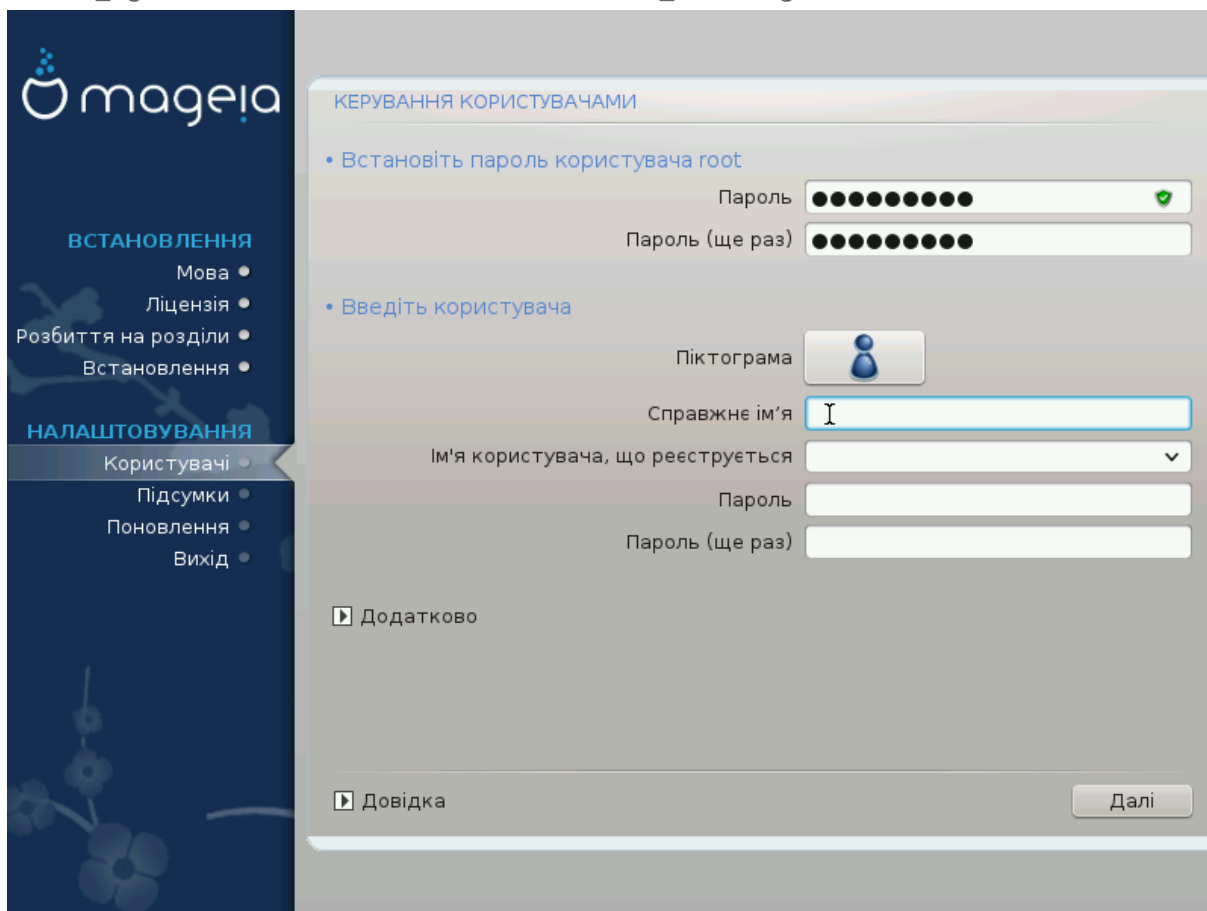 mageia
ВСТАНОВЛЕННЯ
Мова
Ліцензія
Розбиття на розділи
Встановлення
НАЛАШТОВУВАННЯ
Користувачі
Підсумки
Поновлення
Вихід
КЕРУВАННЯ КОРИСТУВАЧАМИ
• Встановіть пароль користувача root
Пароль ●●●●●●●●●
Пароль (ще раз) ●●●●●●●●●
• Введіть користувача
Піктограма
Справжнє ім’я
Ім'я користувача, що реєструється
Пароль
Пароль (ще раз)
Додатково
Довідка
Далі